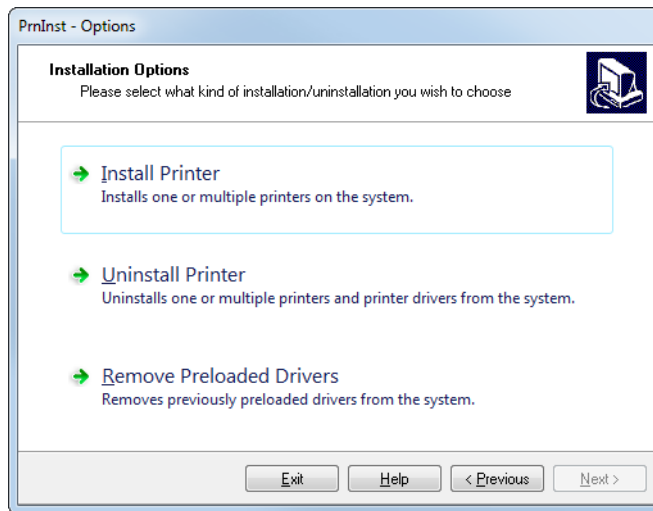 PrnInst - Options
Installation Options
Please select what kind of installation/uninstallation you wish to choose
Install Printer
Installs one or multiple printers on the system.
Uninstall Printer
Uninstalls one or multiple printers and printer drivers from the system.
Remove Preloaded Drivers
Removes previously preloaded drivers from the system.
Exit Help < Previous Next >